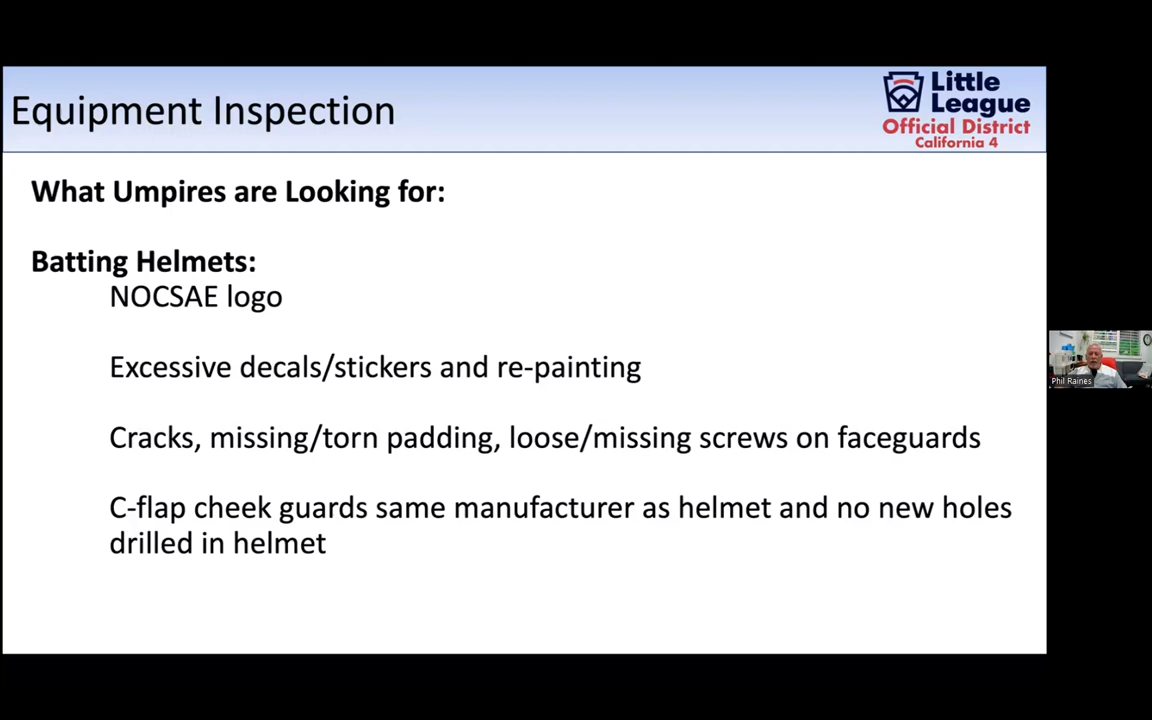 Equipment Inspection
Little
League
Official District
California 4
What Umpires are Looking for:
Batting Helmets:
NOCSAE logo
Excessive decals/stickers and re-painting
Cracks, missing/torn padding, loose/missing screws on faceguards
C-flap cheek guards same manufacturer as helmet and no new holes
drilled in helmet
Phil Raines